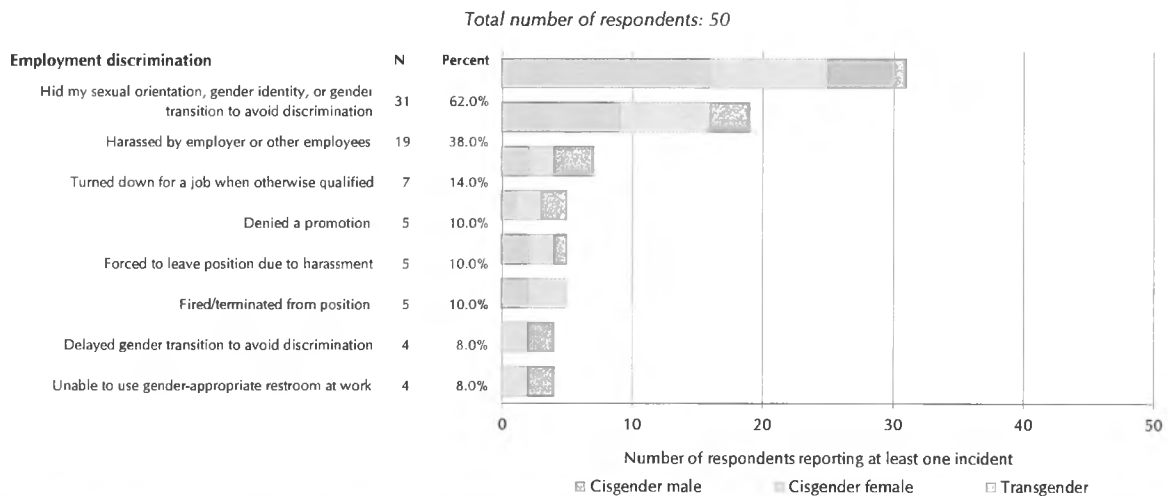 Total number of respondents: 50
Employment discrimination N Percent
Hid my sexual orientation, gender identity, or gender
transition to avoid discrimination 31 62.0%
Harassed by employer or other employees 19 38.0%
Turned down for a job when otherwise qualified 7 14.0%
Denied a promotion 5 10.0%
Forced to leave position due to harassment 5 10.0%
Fired/terminated from position 5 10.0%
Delayed gender transition to avoid discrimination 4 8.0%
Unable to use gender-appropriate restroom at work 4 8.0%
0 10 20 30 40 50
Number of respondents reporting at least one incident
Cisgender male Cisgender female Transgender